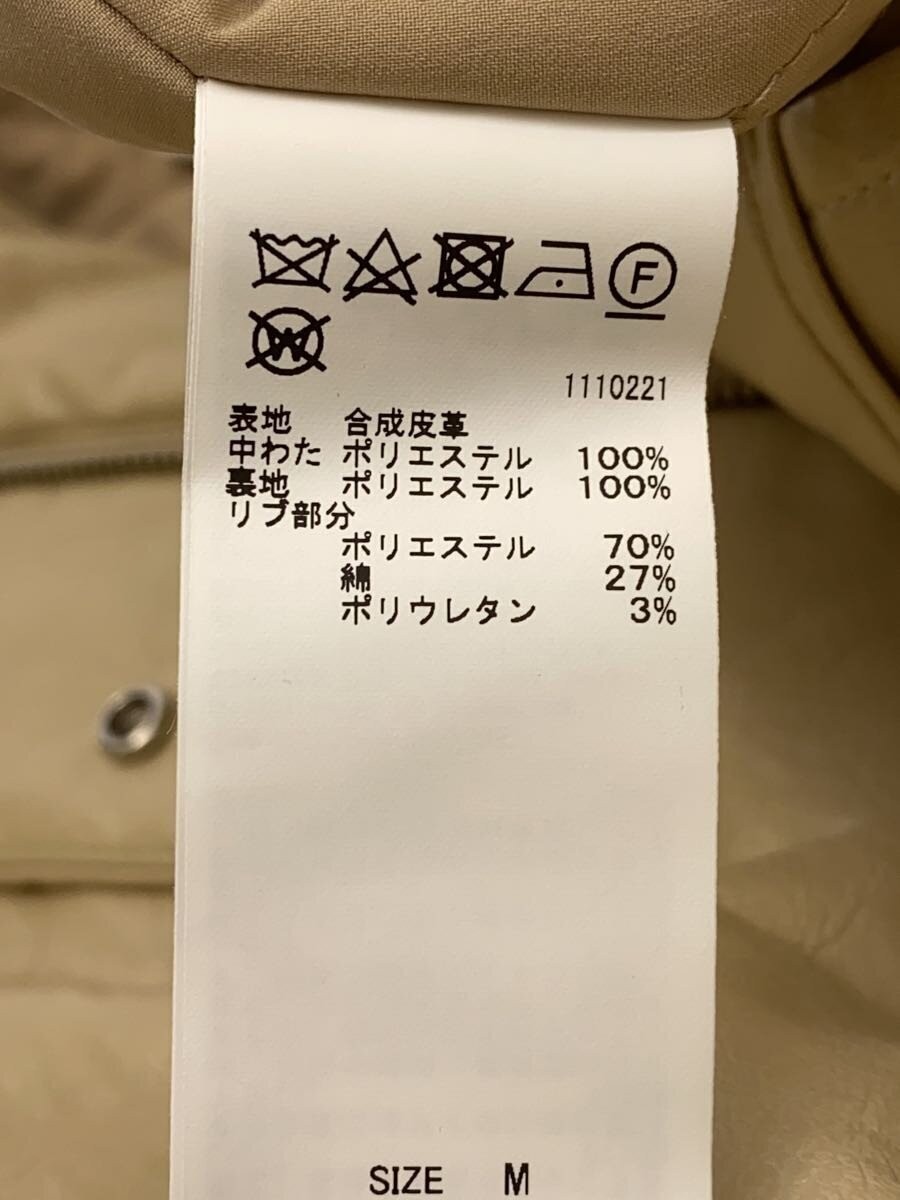 F
W
1110221
表地 合成皮革
中わた ポリエステル 100%
裏地 ポリエステル 100%
リブ部分
ポリエステル 70%
綿 27%
ポリウレタン 3%
SIZE M